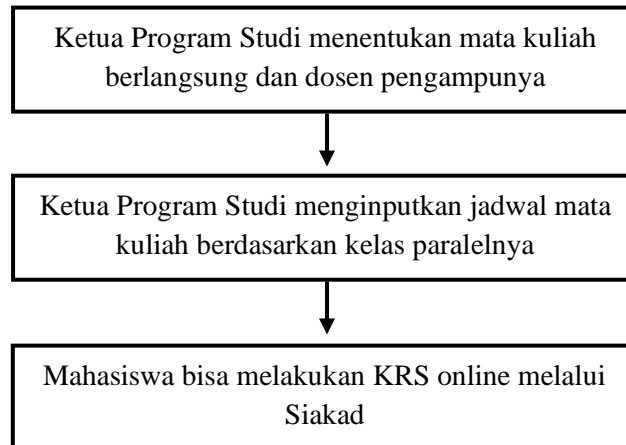 Ketua Program Studi menentukan mata kuliah
berlangsung dan dosen pengampunya
Ketua Program Studi menginputkan jadwal mata
kuliah berdasarkan kelas paralelnya
Mahasiswa bisa melakukan KRS online melalui
Siakad